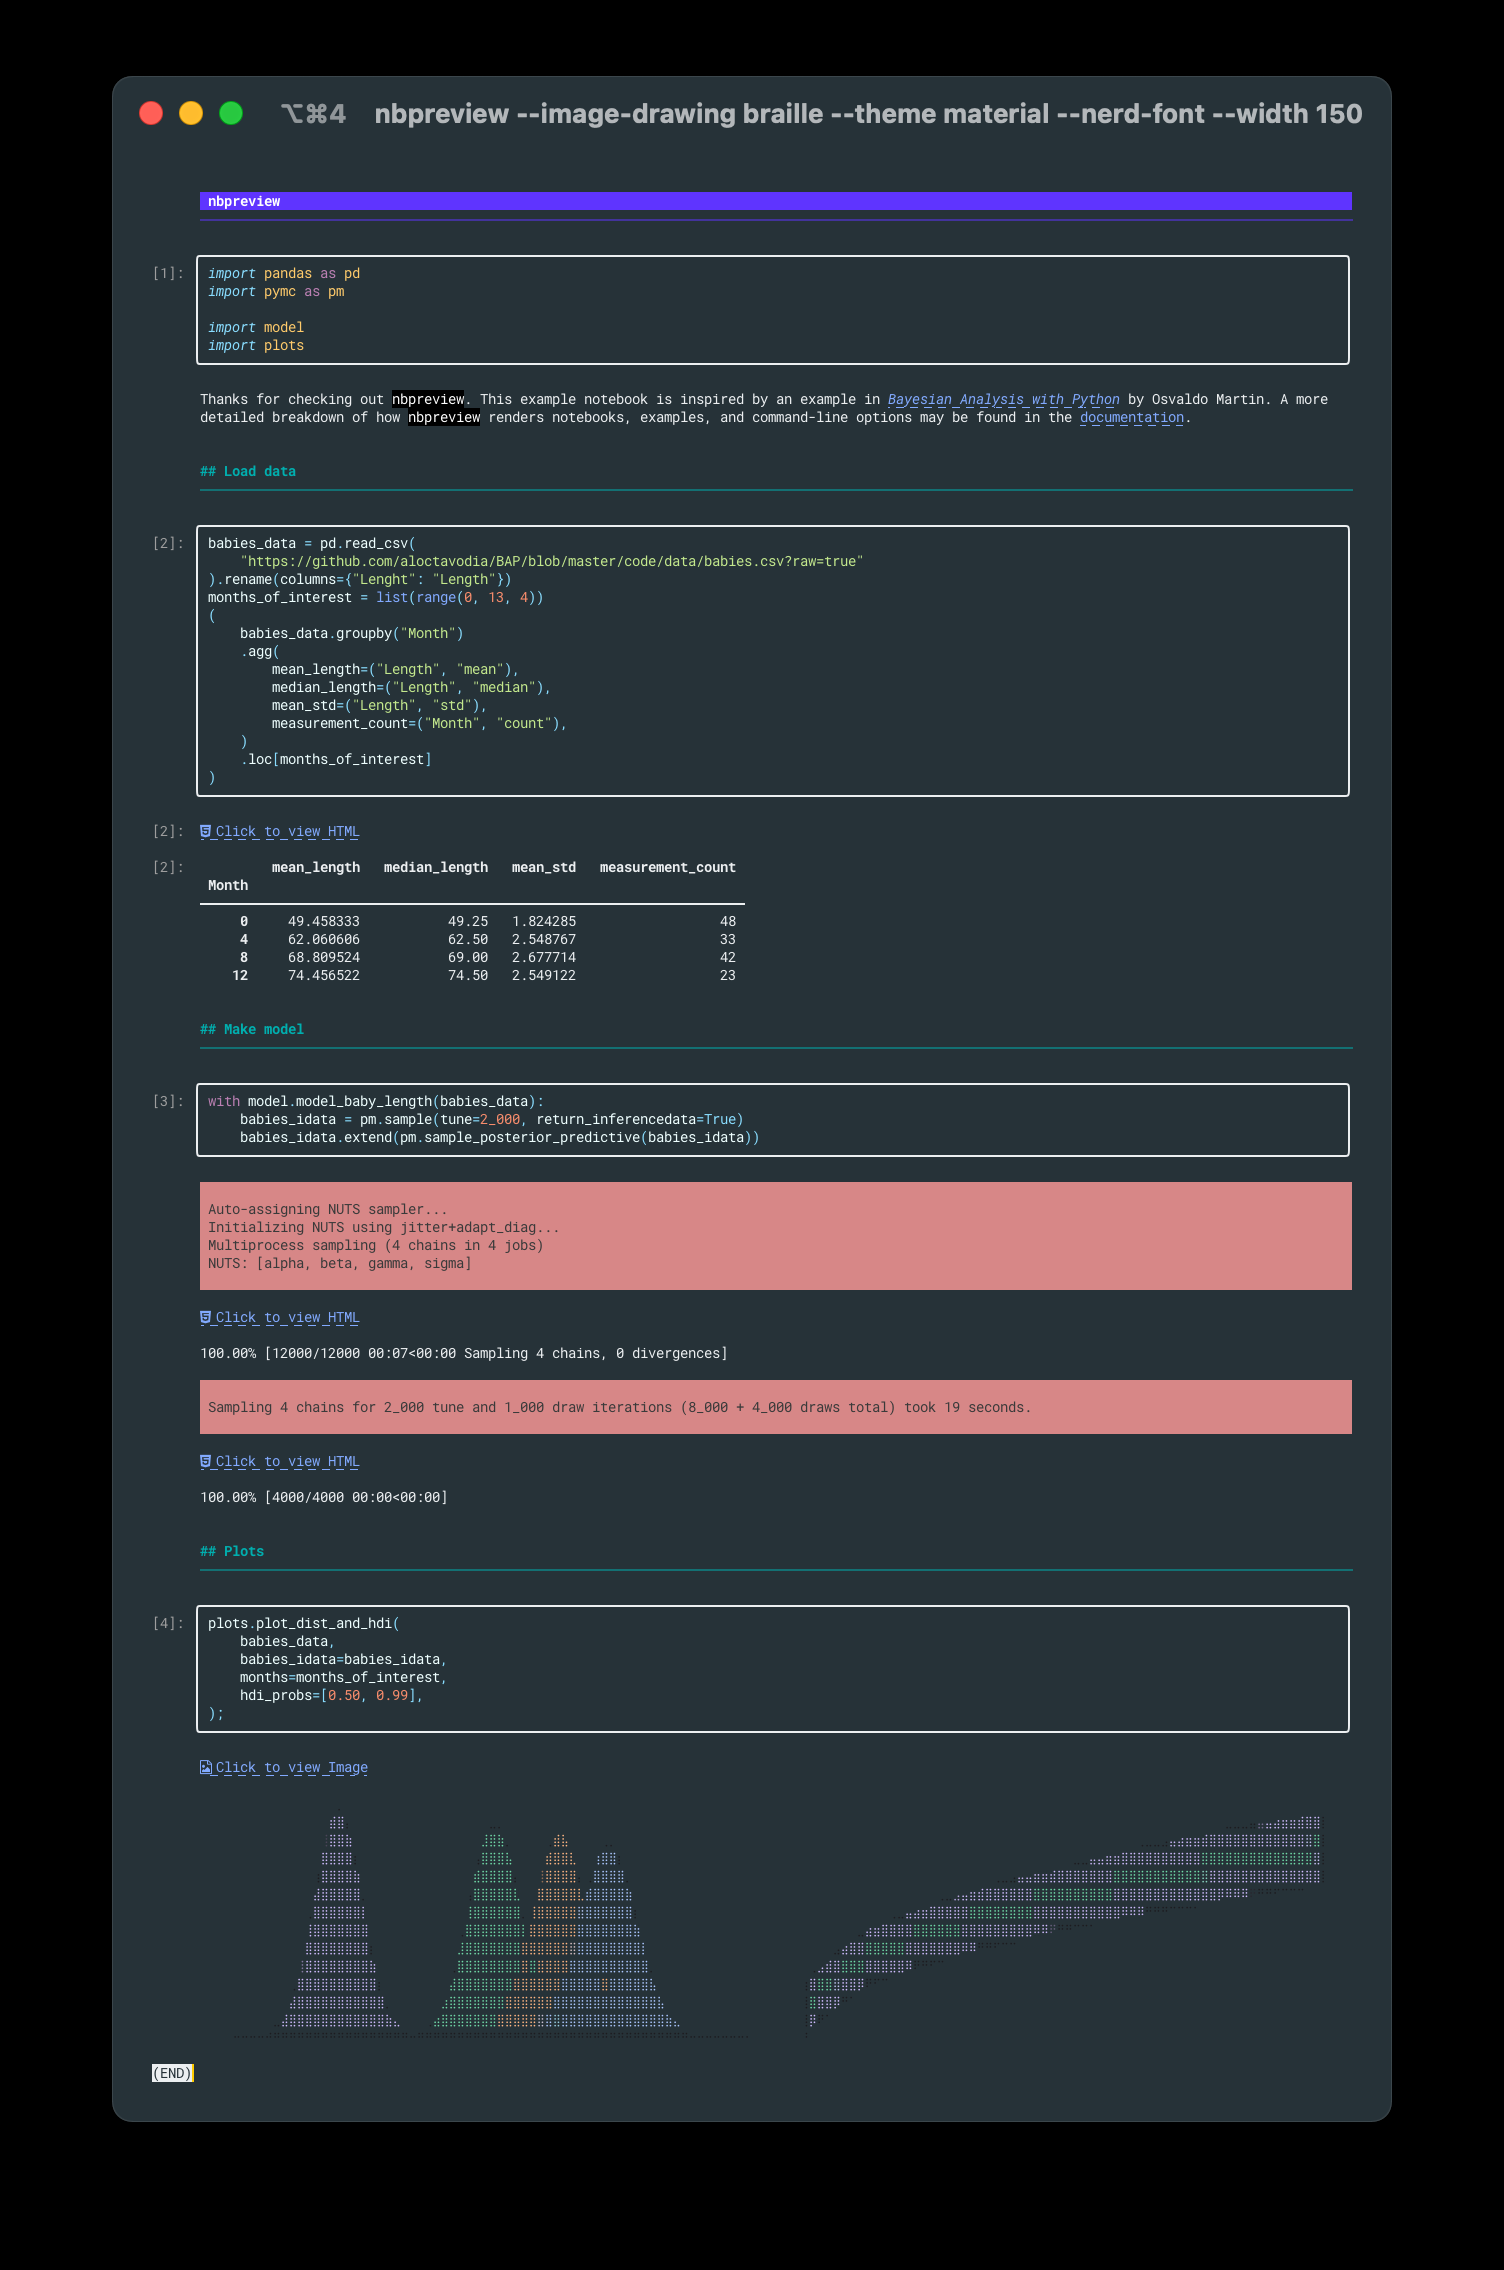 ⌥⌘4 nbpreview --image-drawing braille --theme material --nerd-font --width 150
nbpreview
[1]: import pandas as pd
import pymc as pm
import model
import plots
Thanks for checking out nbpreview. This example notebook is inspired by an example in Bayesian Analysis with Python by Osvaldo Martin. A more
detailed breakdown of how nbpreview renders notebooks, examples, and command-line options may be found in the documentation.
## Load data
[2]: babies_data = pd.read_csv(
    "https://github.com/aloctavodia/BAP/blob/master/code/data/babies.csv?raw=true"
).rename(columns={"Lenght": "Length"})
months_of_interest = list(range(0, 13, 4))
(
    babies_data.groupby("Month")
    .agg(
        mean_length=("Length", "mean"),
        median_length=("Length", "median"),
        mean_std=("Length", "std"),
        measurement_count=("Month", "count"),
    )
    .loc[months_of_interest]
)
[2]: Click to view HTML
[2]: mean_length median_length mean_std measurement_count
Month
0 49.458333 49.25 1.824285 48
4 62.060606 62.50 2.548767 33
8 68.809524 69.00 2.677714 42
12 74.456522 74.50 2.549122 23
## Make model
[3]: with model.model_baby_length(babies_data):
    babies_idata = pm.sample(tune=2_000, return_inferencedata=True)
    babies_idata.extend(pm.sample_posterior_predictive(babies_idata))
Auto-assigning NUTS sampler...
Initializing NUTS using jitter+adapt_diag...
Multiprocess sampling (4 chains in 4 jobs)
NUTS: [alpha, beta, gamma, sigma]
Click to view HTML
100.00% [12000/12000 00:07<00:00 Sampling 4 chains, 0 divergences]
Sampling 4 chains for 2_000 tune and 1_000 draw iterations (8_000 + 4_000 draws total) took 19 seconds.
Click to view HTML
100.00% [4000/4000 00:00<00:00]
## Plots
[4]: plots.plot_dist_and_hdi(
    babies_data,
    babies_idata=babies_idata,
    months=months_of_interest,
    hdi_probs=[0.50, 0.99],
);
Click to view Image
(END)